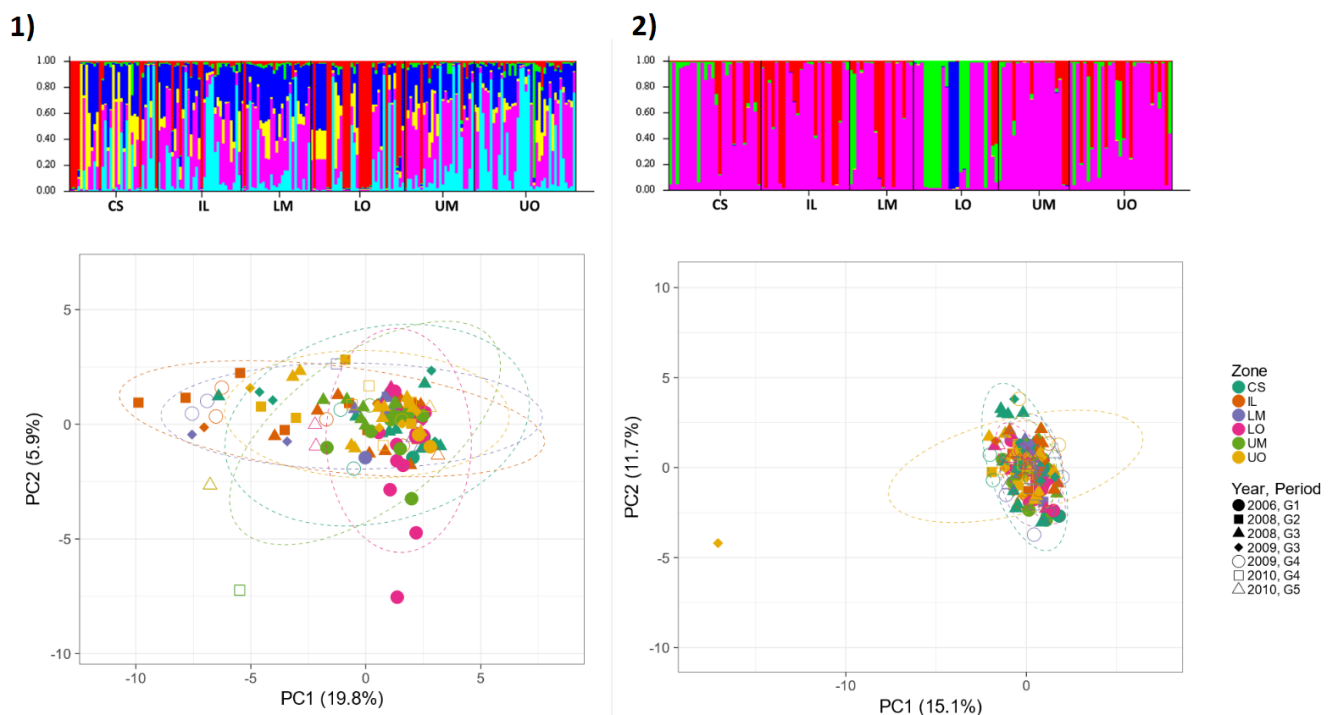 1)
1.00
0.80
0.60
0.40
0.20
0.00
CS IL LM LO UM UO
5
0
-5
-10
-10 -5 0 5
PC2 (5.9%)
PC1 (19.8%)
2)
1.00
0.80
0.60
0.40
0.20
0.00
CS IL LM LO UM UO
10
5
0
-5
-10
-10 0
PC2 (11.7%)
PC1 (15.1%)
Zone
CS
IL
LM
LO
UM
UO
Year, Period
2006, G1
2008, G2
2008, G3
2009, G3
2009, G4
2010, G4
2010, G5